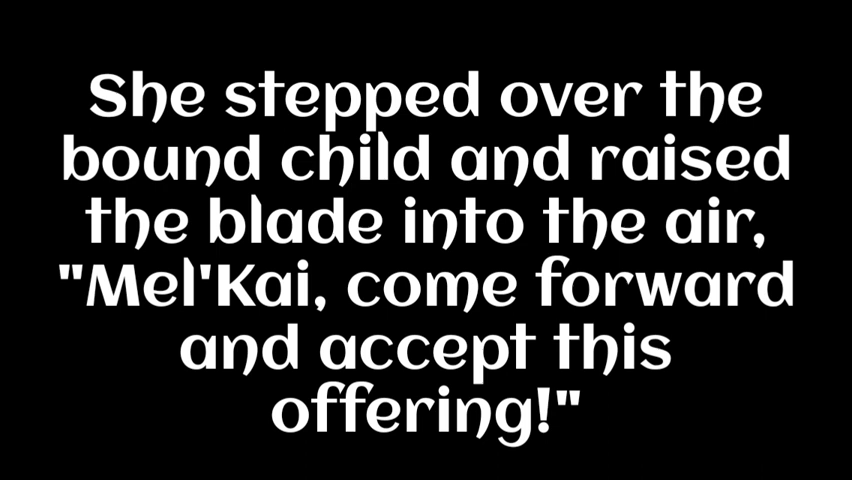 She stepped over the
bound child and raised
the blade into the air,
"Mel'Kai, come forward
and accept this
offering!"